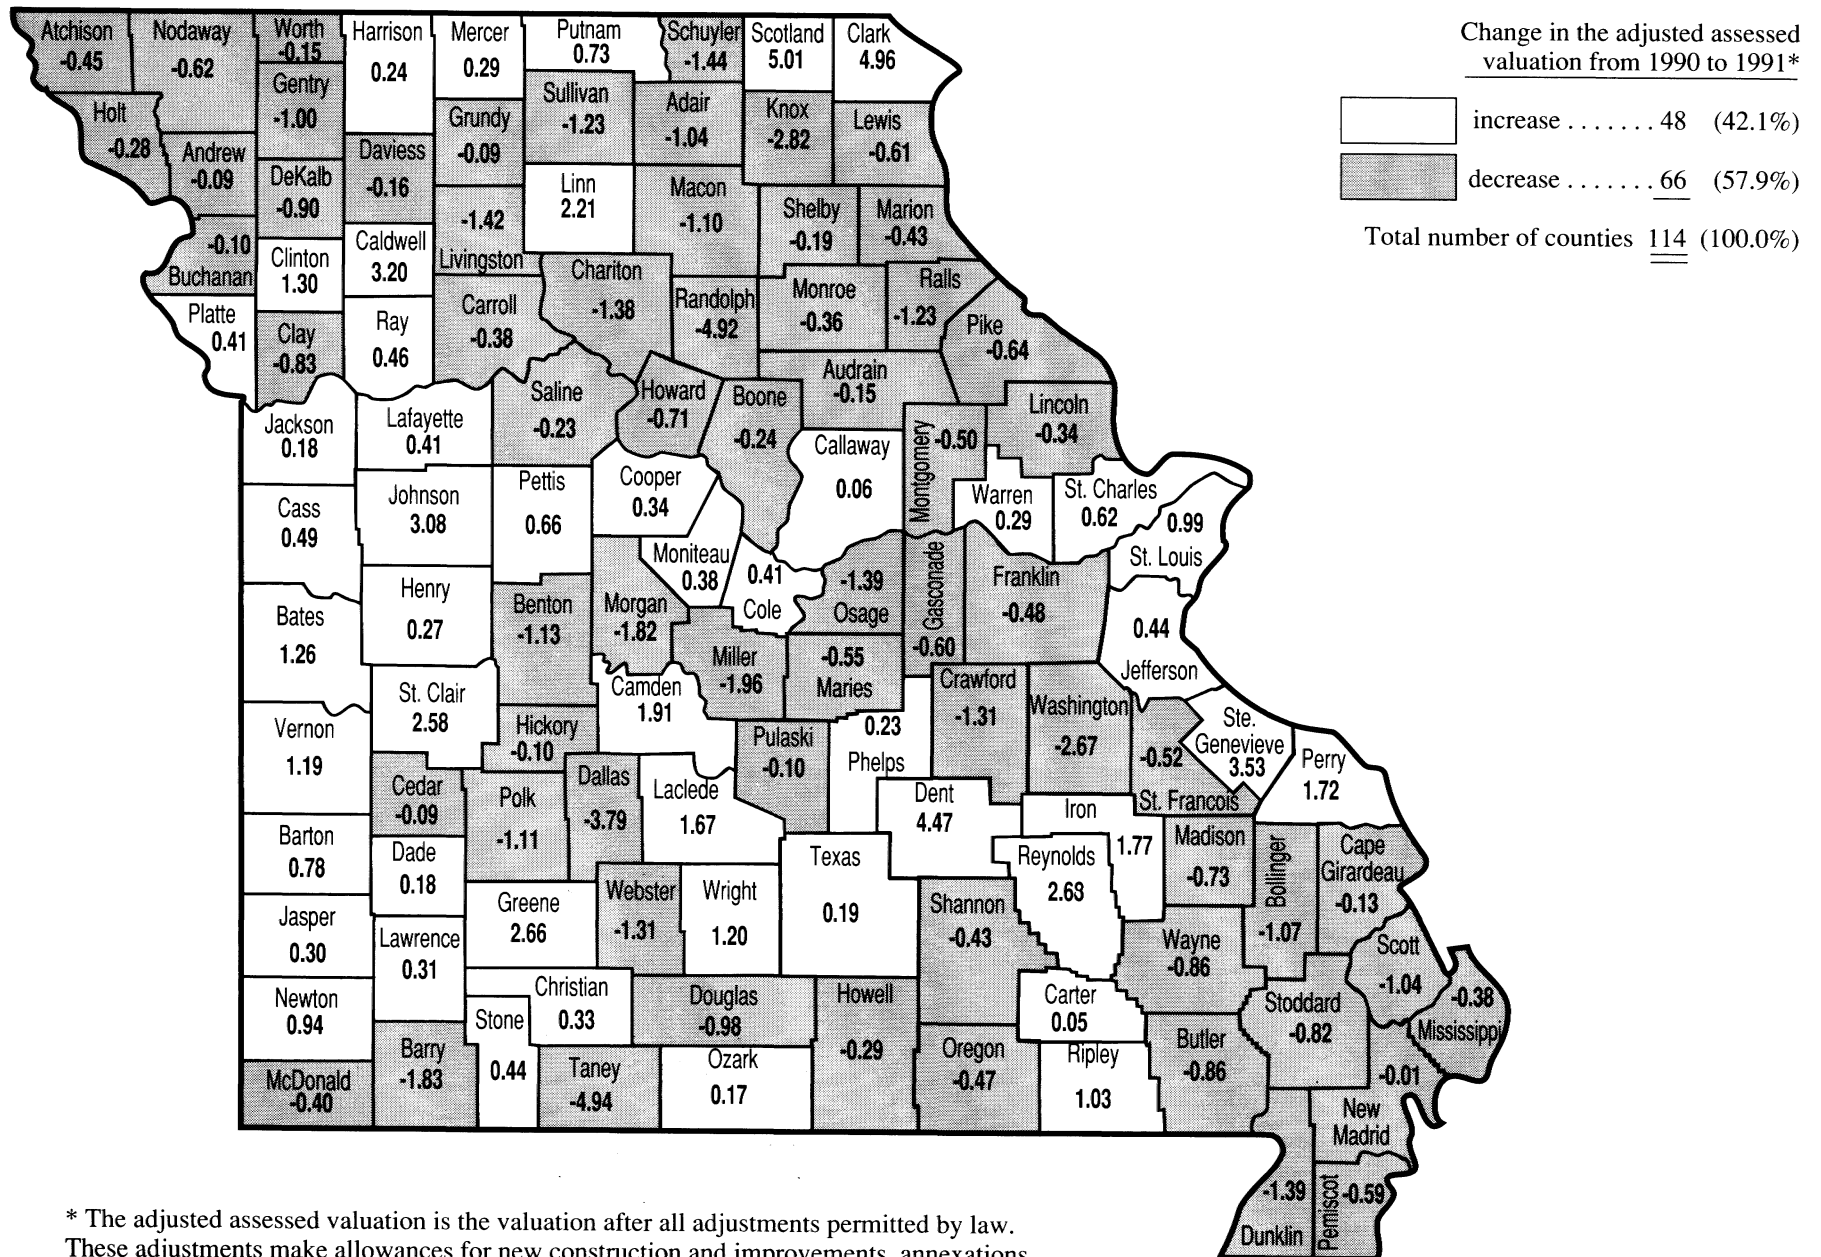 Change in the adjusted assessed
valuation from 1990 to 1991*
increase ....... 48 (42.1%)
decrease ....... 66 (57.9%)
Total number of counties 114 (100.0%)
Atchison
-0.45
Nodaway
-0.62
Worth
-0.15
Harrison
0.24
Mercer
0.29
Putnam
0.73
Schuyler
-1.44
Scotland
5.01
Clark
4.96
Holt
-0.28
Gentry
-1.00
Grundy
-0.09
Sullivan
-1.23
Adair
-1.04
Knox
-2.82
Lewis
-0.61
Andrew
-0.09
DeKalb
-0.90
Daviess
-0.16
-1.42
Livingston
Linn
2.21
Macon
-1.10
Shelby
-0.19
Marion
-0.43
-0.10
Buchanan
Clinton
1.30
Caldwell
3.20
Carroll
-0.38
Chariton
-1.38
Randolph
-4.92
Monroe
-0.36
Ralls
-1.23
Pike
-0.64
Platte
0.41
Clay
-0.83
Ray
0.46
Saline
-0.23
Howard
-0.71
Boone
-0.24
Audrain
-0.15
Lincoln
-0.34
Jackson
0.18
Lafayette
0.41
Callaway
0.06
Montgomery
-0.50
Cass
0.49
Johnson
3.08
Pettis
0.66
Cooper
0.34
Warren
0.29
St. Charles
0.62
0.99
St. Louis
Moniteau
0.38
0.41
Cole
-1.39
Osage
Gasconade
-0.60
Franklin
-0.48
Bates
1.26
Henry
0.27
Benton
-1.13
Morgan
-1.82
Miller
-1.96
-0.55
Maries
0.44
Jefferson
St. Clair
2.58
Camden
1.91
Crawford
-1.31
Washington
-2.67
Vernon
1.19
Hickory
-0.10
Pulaski
-0.10
0.23
Phelps
-0.52
St. Francois
Ste.
Genevieve
3.53
Perry
1.72
Cedar
-0.09
Polk
-1.11
Dallas
-3.79
Laclede
1.67
Dent
4.47
Iron
1.77
Barton
0.78
Dade
0.18
Texas
0.19
Reynolds
2.63
Madison
-0.73
Bollinger
-1.07
Cape
Girardeau
-0.13
Jasper
0.30
Lawrence
0.31
Greene
2.66
Webster
-1.31
Wright
1.20
Shannon
-0.43
Wayne
-0.86
Scott
-1.04
-0.38
Mississippi
Newton
0.94
Christian
0.33
Stone
0.44
Douglas
-0.98
Howell
-0.29
Carter
0.05
Stoddard
-0.82
McDonald
-0.40
Barry
-1.83
Taney
-4.94
Ozark
0.17
Oregon
-0.47
Ripley
1.03
Butler
-0.86
-0.01
New
Madrid
-1.39
Dunklin
Pemiscot
-0.59
* The adjusted assessed valuation is the valuation after all adjustments permitted by law.
These adjustments make allowances for new construction and improvements, annexations